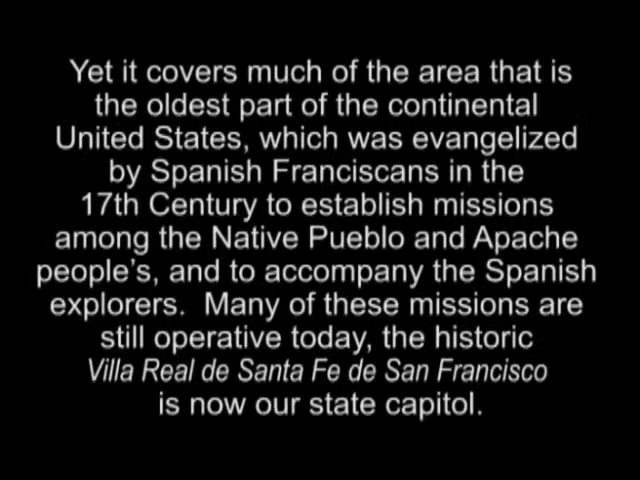 Yet it covers much of the area that is
the oldest part of the continental
United States, which was evangelized
by Spanish Franciscans in the
17th Century to establish missions
among the Native Pueblo and Apache
people's, and to accompany the Spanish
explorers.  Many of these missions are
still operative today, the historic
Villa Real de Santa Fe de San Francisco
is now our state capitol.